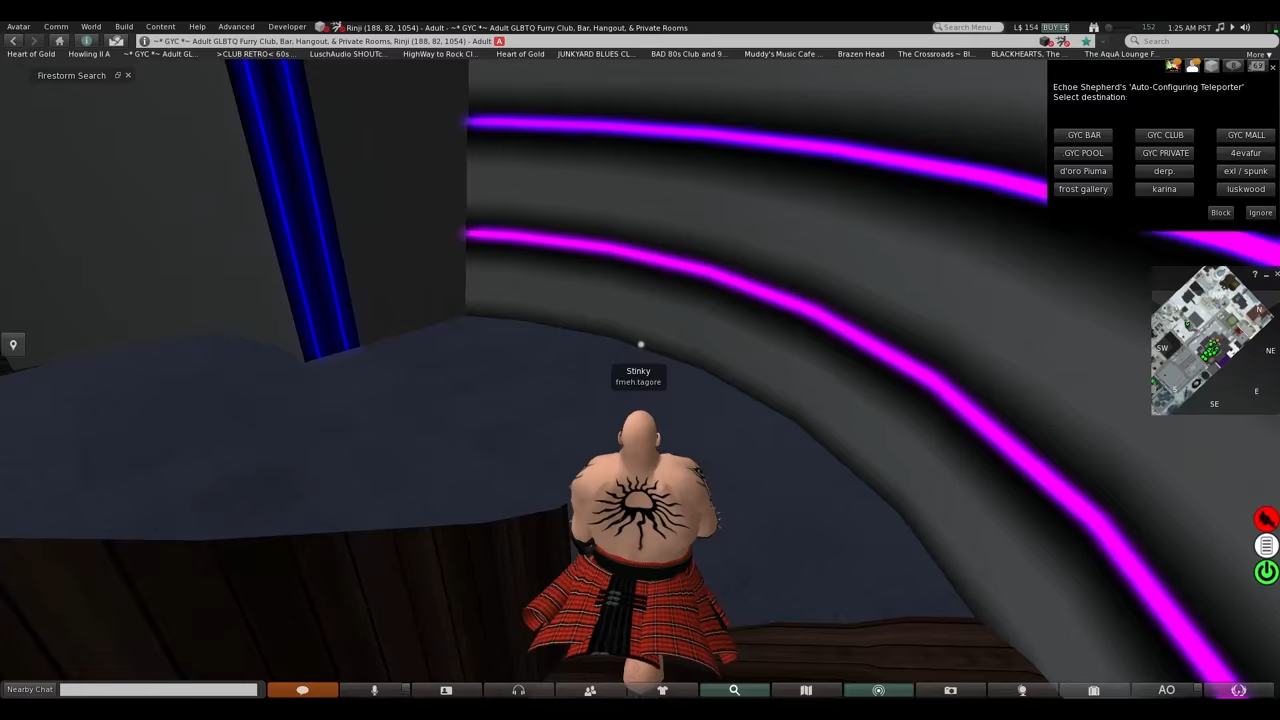 Avatar Comm World Build Content Help Advanced Developer Rinji (188, 82, 1054) - Adult - ~* GYC *~ Adult GLBTQ Furry Club, Bar, Hangout, & Private Rooms Search Menu L$ 154 BUY L$ 152 1:25 AM PST
~* GYC *~ Adult GLBTQ Furry Club, Bar, Hangout, & Private Rooms, Rinji (188, 82, 1054) - Adult A Search
Heart of Gold Howling II A ~* GYC *~ Adult GL... >CLUB RETRO< 60s... LuschAudio SHOUTc... HighWay to Rock Cl... Heart of Gold JUNKYARD BLUES CL... BAD 80s Club and 9... Muddy's Music Cafe ... Brazen Head The Crossroads ~ Bl... BLACKHEARTS, The ... The AquA Lounge F... More ▼
Firestorm Search
Echoe Shepherd's 'Auto-Configuring Teleporter'
Select destination:
.GYC BAR .GYC CLUB .GYC MALL
.GYC POOL .GYC PRIVATE 4evafur
d'oro Piuma derp. exl / spunk
frost gallery karina luskwood
Block Ignore
? _ ×
N
SW NE
S E
SE
Stinky
fmeh.tagore
Nearby Chat AO